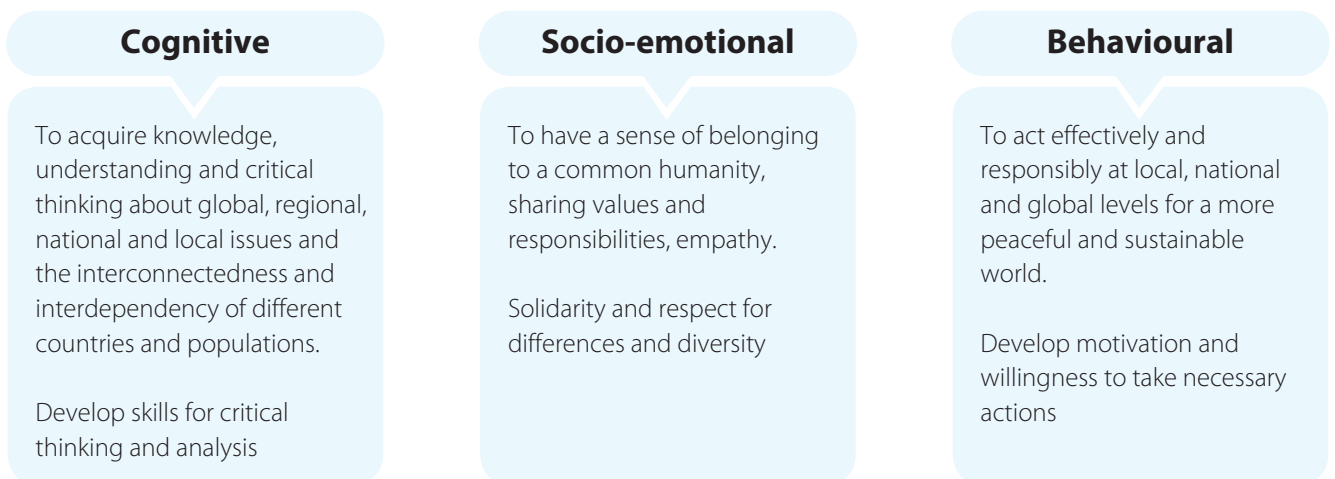 Cognitive
To acquire knowledge,
understanding and critical
thinking about global, regional,
national and local issues and
the interconnectedness and
interdependency of different
countries and populations.
Develop skills for critical
thinking and analysis
Socio-emotional
To have a sense of belonging
to a common humanity,
sharing values and
responsibilities, empathy.
Solidarity and respect for
differences and diversity
Behavioural
To act effectively and
responsibly at local, national
and global levels for a more
peaceful and sustainable
world.
Develop motivation and
willingness to take necessary
actions